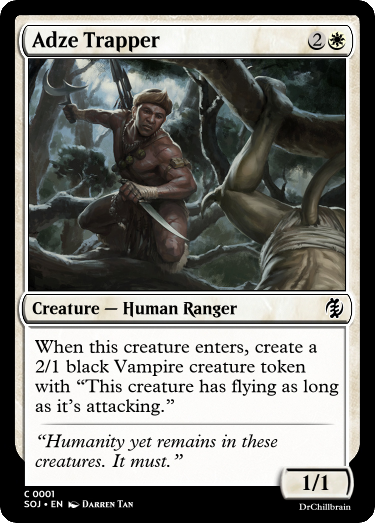 Adze Trapper 2
Creature — Human Ranger
When this creature enters, create a
2/1 black Vampire creature token
with “This creature has flying as long
as it's attacking.”
“Humanity yet remains in these
creatures. It must.”
1/1
C 0001
SOJ • EN Darren Tan
DrChillbrain